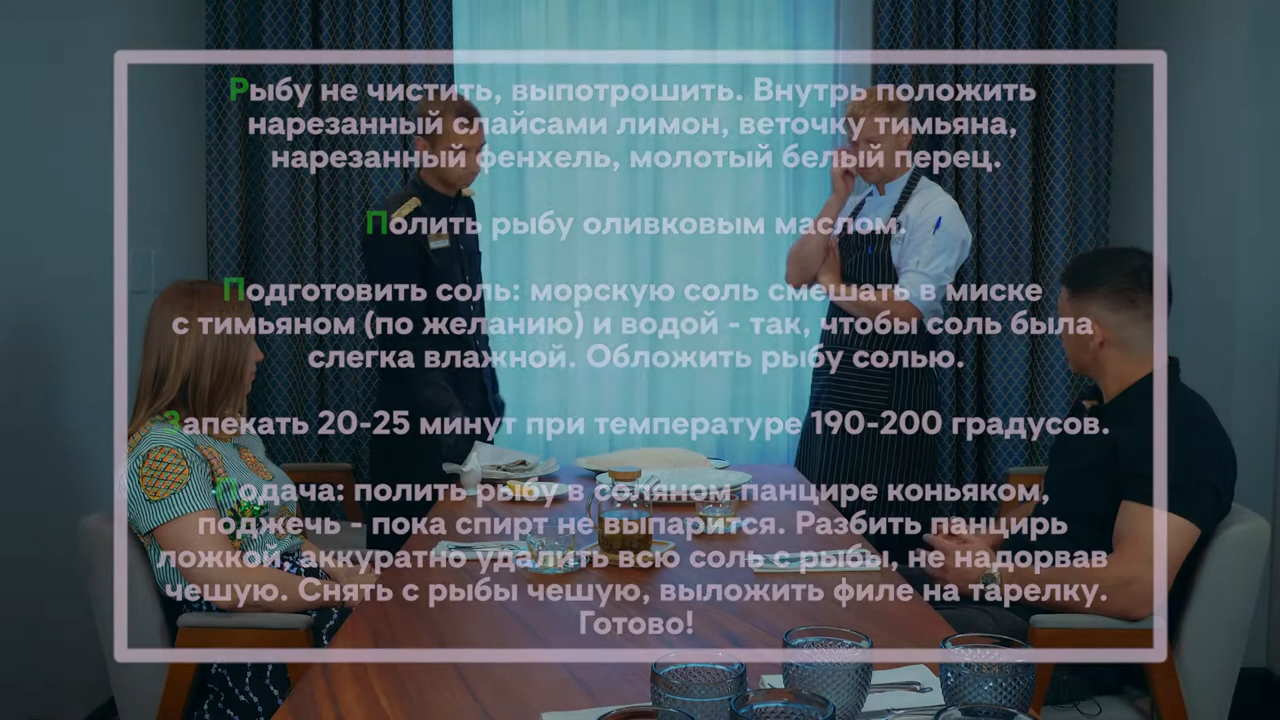 Рыбу не чистить, выпотрошить. Внутрь положить
нарезанный слайсами лимон, веточку тимьяна,
нарезанный фенхель, молотый белый перец.
Полить рыбу оливковым маслом.
Подготовить соль: морскую соль смешать в миске
с тимьяном (по желанию) и водой - так, чтобы соль была
слегка влажной. Обложить рыбу солью.
Запекать 20-25 минут при температуре 190-200 градусов.
Подача: полить рыбу в соляном панцире коньяком,
поджечь - пока спирт не выпарится. Разбить панцирь
ложкой, аккуратно удалить всю соль с рыбы, не надорвав
чешую. Снять с рыбы чешую, выложить филе на тарелку.
Готово!